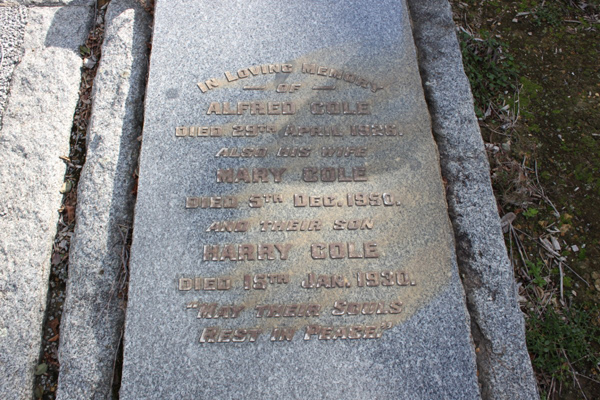 IN LOVING MEMORY
OF
ALFRED COLE
DIED 29TH APRIL 1926.
ALSO HIS WIFE
MARY COLE
DIED 5TH DEC. 1950.
AND THEIR SON
HARRY COLE
DIED 15TH JAN. 1930.
"MAY THEIR SOULS
REST IN PEACE."